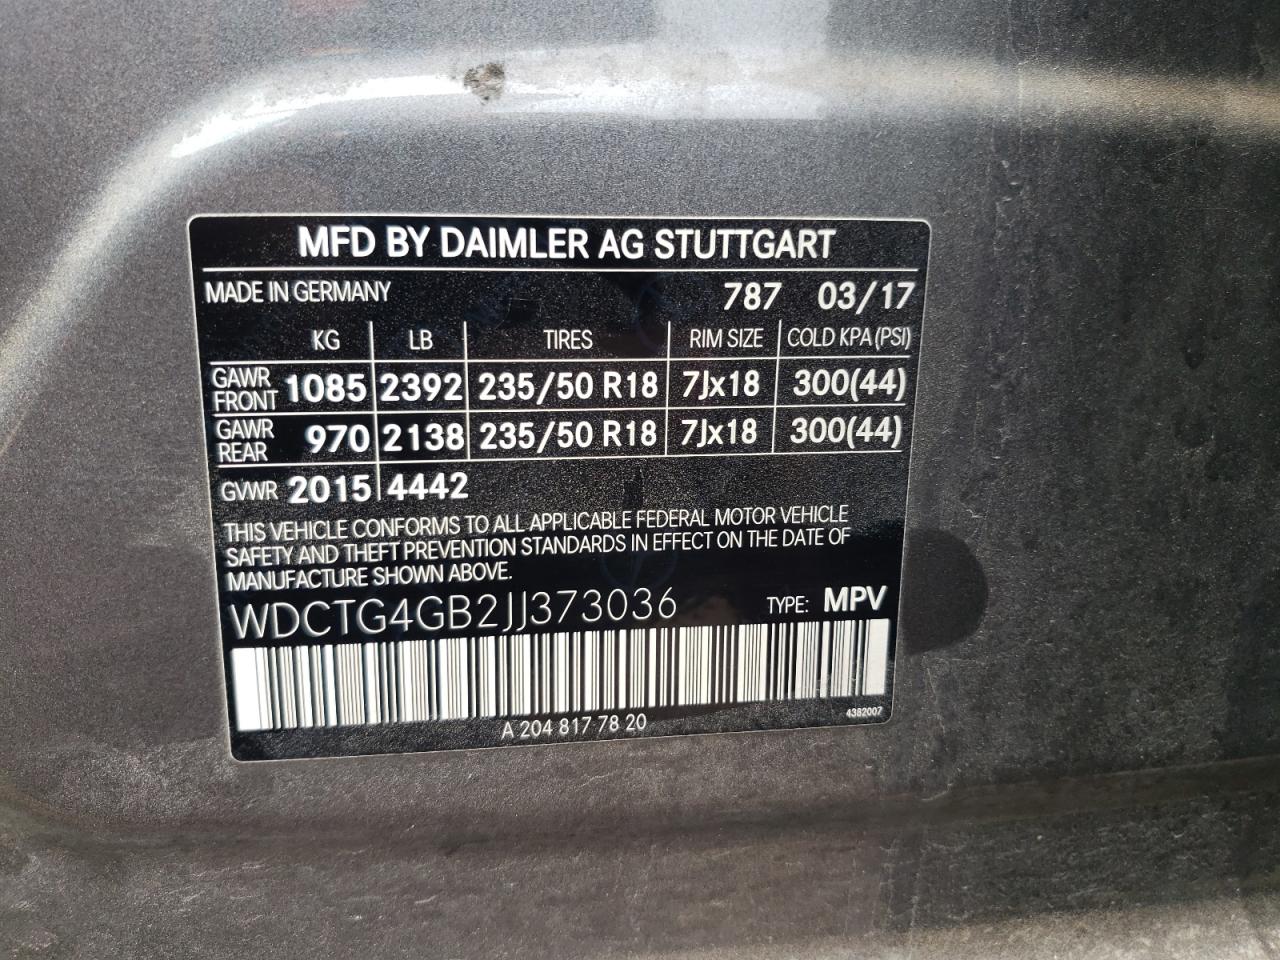 MFD BY DAIMLER AG STUTTGART
MADE IN GERMANY 787 03/17
KG LB TIRES RIM SIZE COLD KPA (PSI)
GAWR FRONT 1085 2392 235/50 R18 7Jx18 300(44)
GAWR REAR 970 2138 235/50 R18 7Jx18 300(44)
GVWR 2015 4442
THIS VEHICLE CONFORMS TO ALL APPLICABLE FEDERAL MOTOR VEHICLE
SAFETY AND THEFT PREVENTION STANDARDS IN EFFECT ON THE DATE OF
MANUFACTURE SHOWN ABOVE.
WDCTG4GB2JJ373036 TYPE: MPV
A 204 817 78 20 4382007